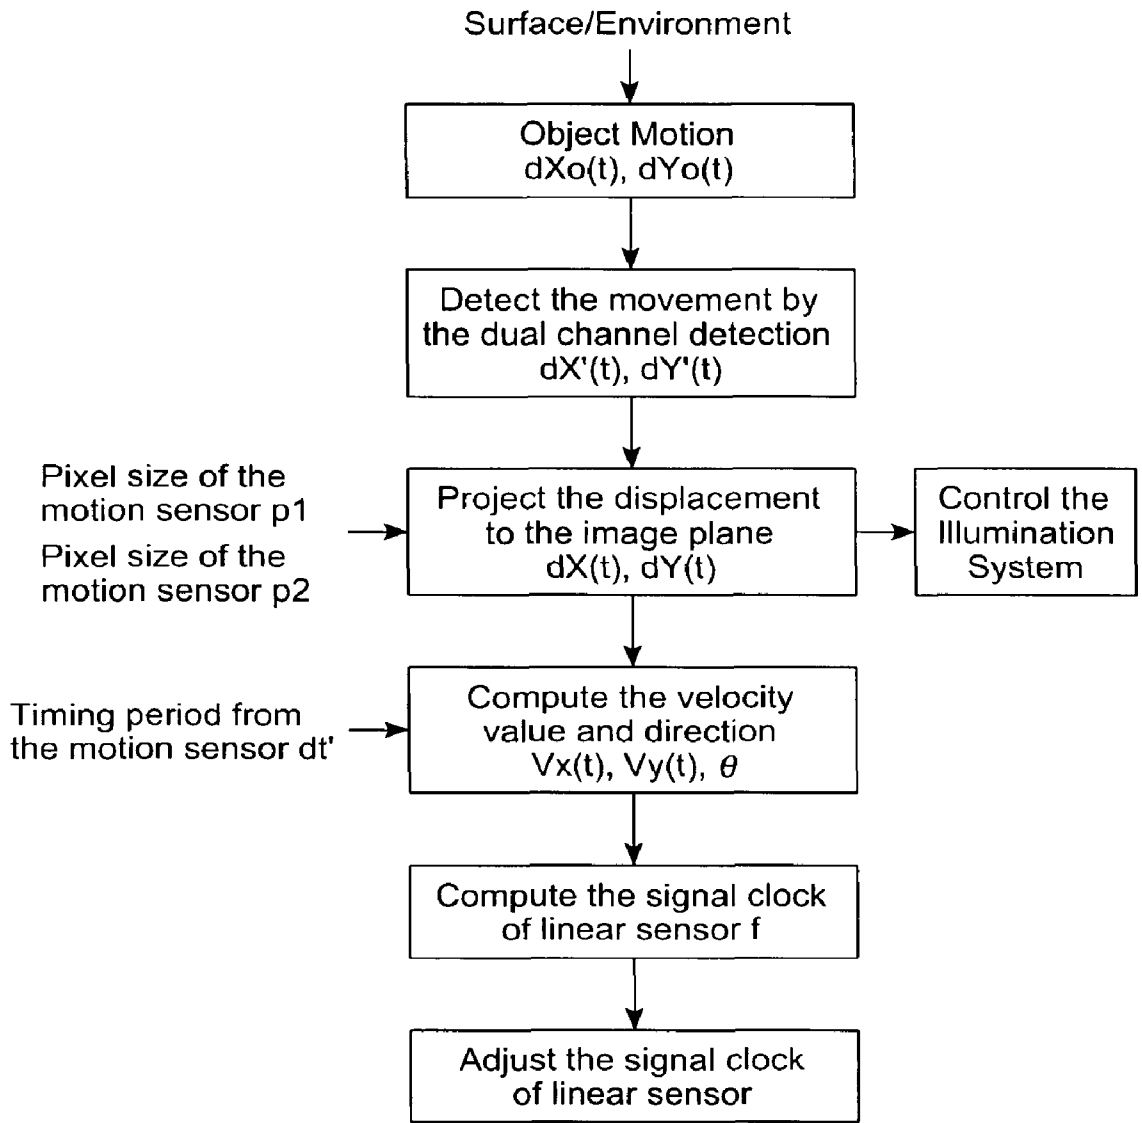 Surface/Environment
Object Motion
dXo(t), dYo(t)
Detect the movement by
the dual channel detection
dX'(t), dY'(t)
Pixel size of the
motion sensor p1
Pixel size of the
motion sensor p2
Project the displacement
to the image plane
dX(t), dY(t)
Control the
Illumination
System
Timing period from
the motion sensor dt'
Compute the velocity
value and direction
Vx(t), Vy(t), θ
Compute the signal clock
of linear sensor f
Adjust the signal clock
of linear sensor